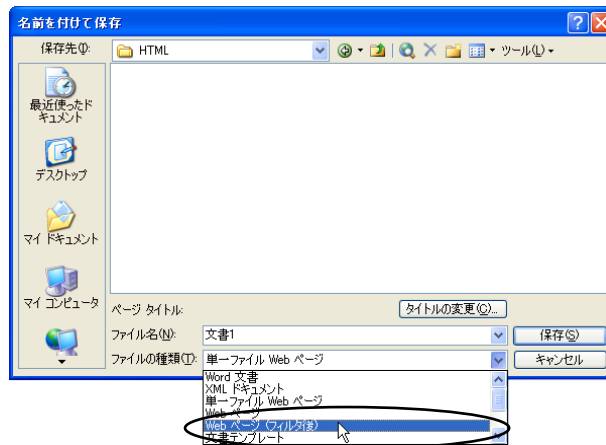 名前を付けて保存
保存先(I):
HTML
ツール(L)
最近使ったド
キュメント
デスクトップ
マイ ドキュメント
マイ コンピュータ
ページ タイトル:
タイトルの変更(C)...
ファイル名(N):
文書1
保存(S)
ファイルの種類(T):
単一ファイル Web ページ
キャンセル
Word 文書
XML ドキュメント
単一ファイル Web ページ
Web ページ
Web ページ (フィルタ後)
文書テンプレート